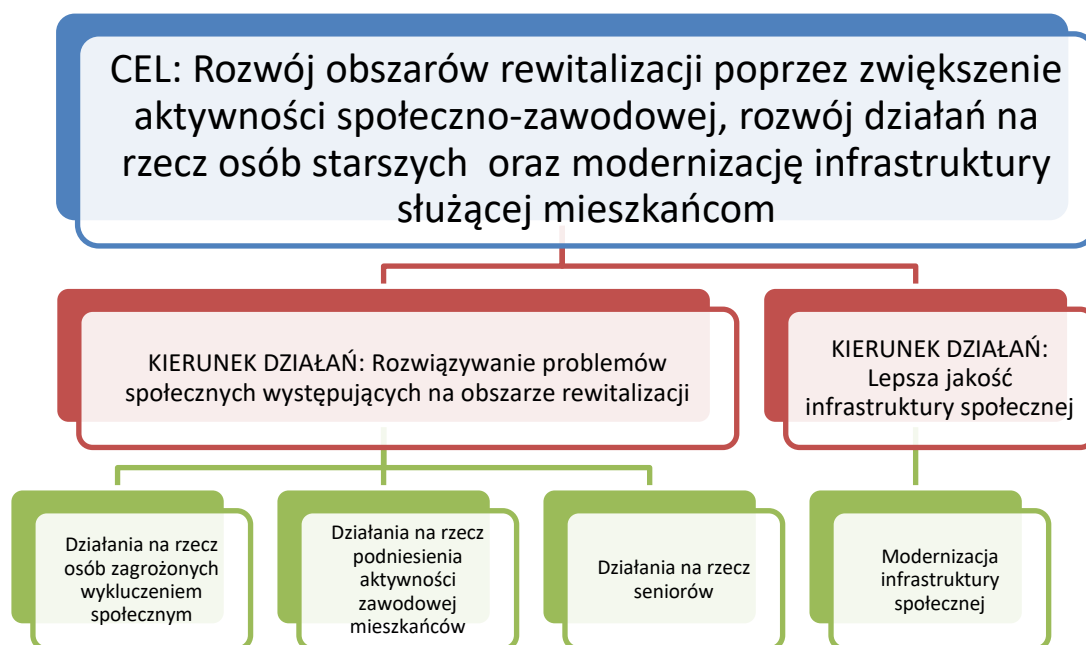 CEL: Rozwój obszarów rewitalizacji poprzez zwiększenie
aktywności społeczno-zawodowej, rozwój działań na
rzecz osób starszych oraz modernizację infrastruktury
służącej mieszkańcom
KIERUNEK DZIAŁAŃ: Rozwiązywanie problemów
społecznych występujących na obszarze rewitalizacji
KIERUNEK DZIAŁAŃ:
Lepsza jakość
infrastruktury społecznej
Działania na rzecz
osób zagrożonych
wykluczeniem
społecznym
Działania na rzecz
podniesienia
aktywności
zawodowej
mieszkańców
Działania na rzecz
seniorów
Modernizacja
infrastruktury
społecznej